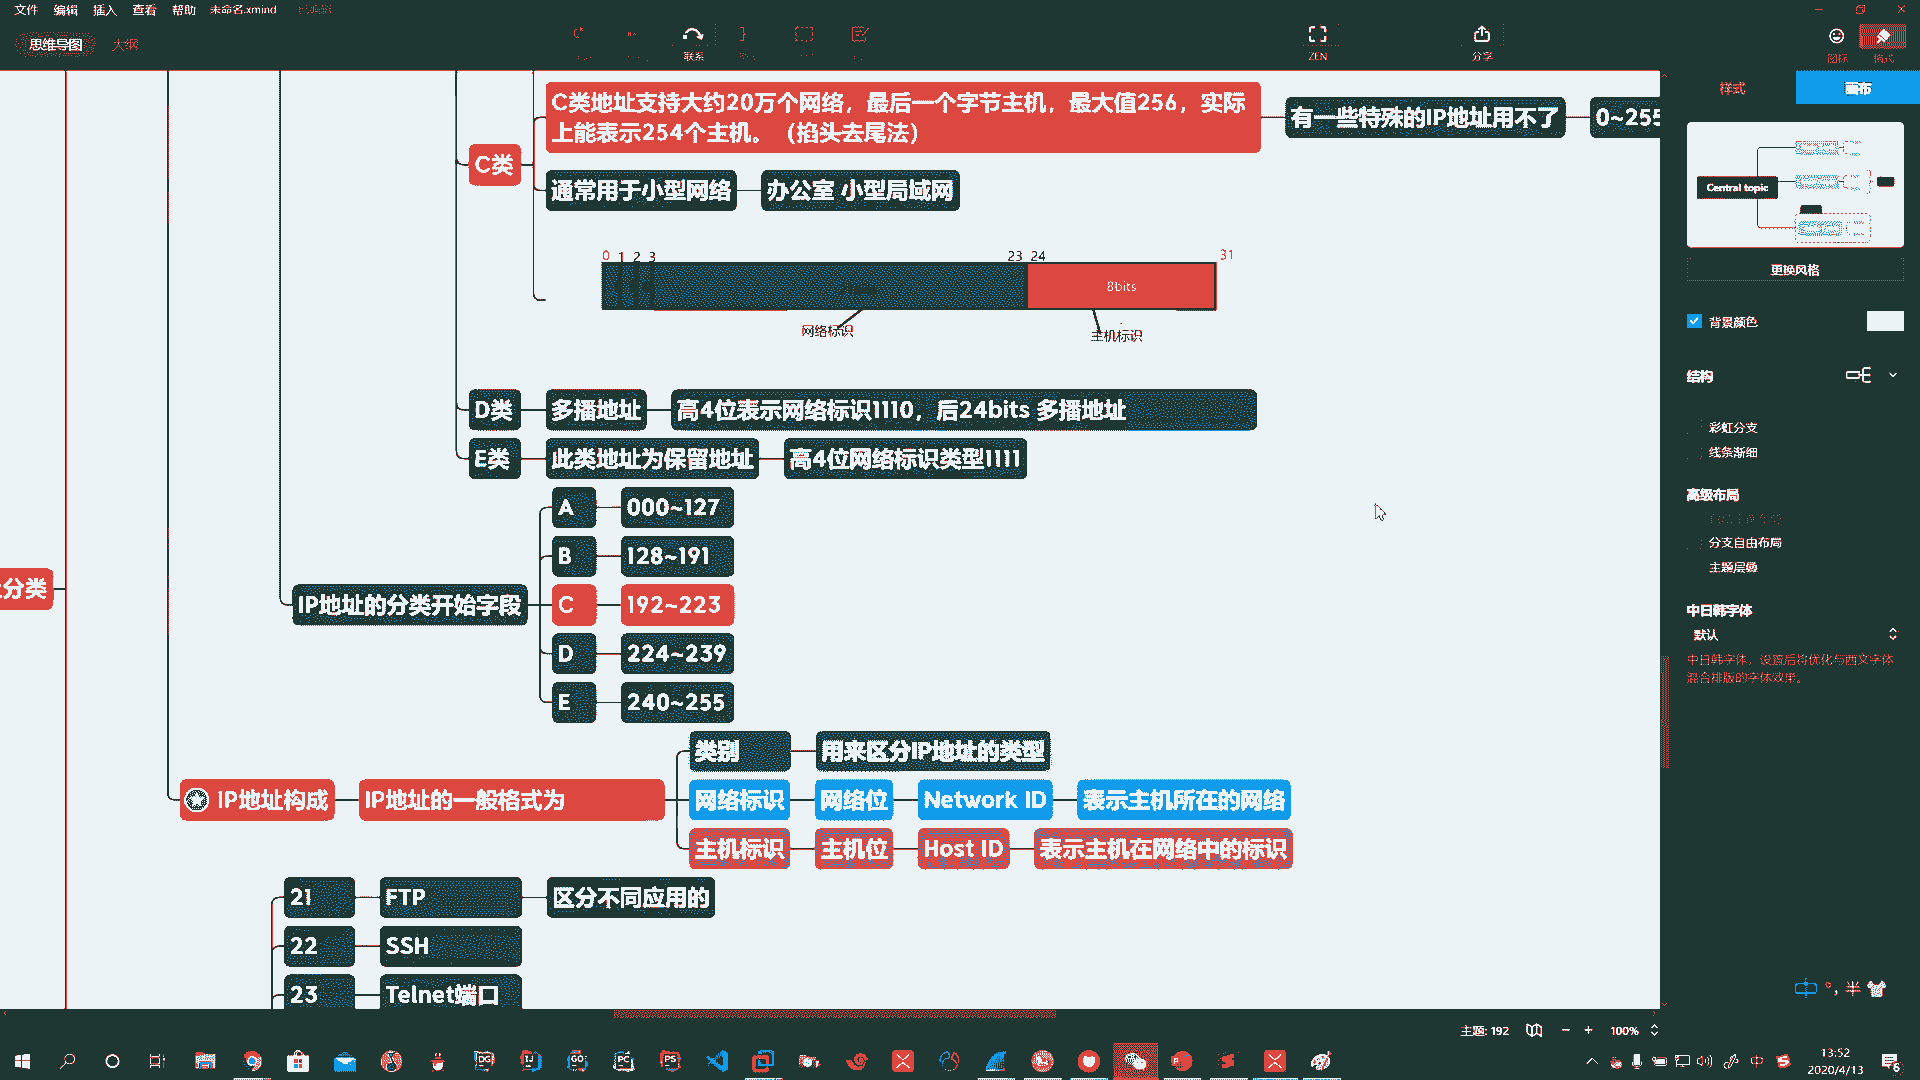 文件 编辑 插入 查看 帮助 未命名.xmind
思维导图 大纲
联系
ZEN
分享
图标 格式
样式 画布
C类地址支持大约20万个网络，最后一个字节主机，最大值256，实际
上能表示254个主机。（掐头去尾法）
有一些特殊的IP地址用不了
0~255
C类
通常用于小型网络 办公室 小型局域网
0 1 2 3 23 24 31
8bits
网络标识 主机标识
D类 多播地址 高4位表示网络标识1110，后24bits 多播地址
E类 此类地址为保留地址 高4位网络标识类型1111
分类
IP地址的分类开始字段
A 000~127
B 128~191
C 192~223
D 224~239
E 240~255
IP地址构成 IP地址的一般格式为
类别 用来区分IP地址的类型
网络标识 网络位 Network ID 表示主机所在的网络
主机标识 主机位 Host ID 表示主机在网络中的标识
21 FTP 区分不同应用的
22 SSH
23 Telnet端口
Central topic
更换风格
背景颜色
结构
彩虹分支
线条渐细
高级布局
分支自由布局
主题层叠
中日韩字体
默认
中日韩字体，设置后将优化与西文字体
混合排版的字体效果。
主题: 192 100%
中 °, 半
DG IJ GO PC PS
中
13:52
2020/4/13
6